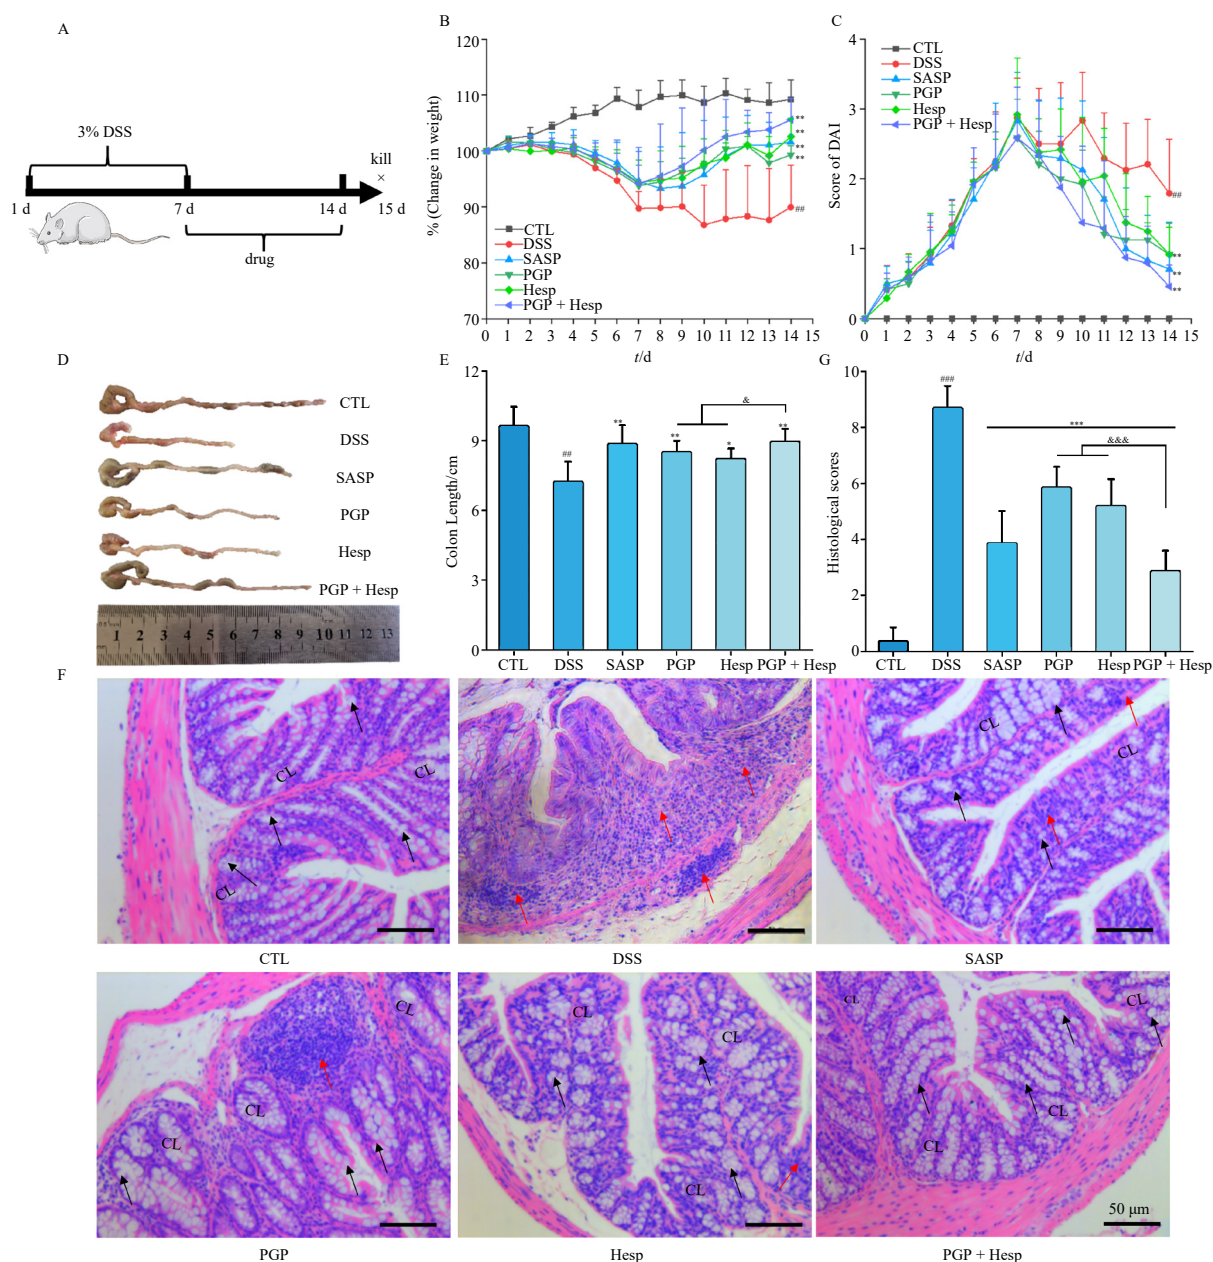 A
3% DSS
kill
×
1 d
7 d
14 d
15 d
drug
B
% (Change in weight)
120
110
100
90
80
70
CTL
DSS
SASP
PGP
Hesp
PGP + Hesp
**
**
**
**
##
0 1 2 3 4 5 6 7 8 9 10 11 12 13 14 15
t/d
C
Score of DAI
4
3
2
1
0
CTL
DSS
SASP
PGP
Hesp
PGP + Hesp
##
**
**
**
0 1 2 3 4 5 6 7 8 9 10 11 12 13 14 15
t/d
D
CTL
DSS
SASP
PGP
Hesp
PGP + Hesp
1 2 3 4 5 6 7 8 9 10 11 12 13
E
Colon Length/cm
12
9
6
3
0
##
**
**
*
**
&
CTL DSS SASP PGP Hesp PGP + Hesp
G
Histological scores
10
8
6
4
2
0
###
***
&&&
CTL DSS SASP PGP Hesp PGP + Hesp
F
CL
CL
CL
CTL
DSS
CL
CL
SASP
CL
CL
CL
PGP
CL
CL
CL
Hesp
CL
CL
CL
CL
50 μm
PGP + Hesp